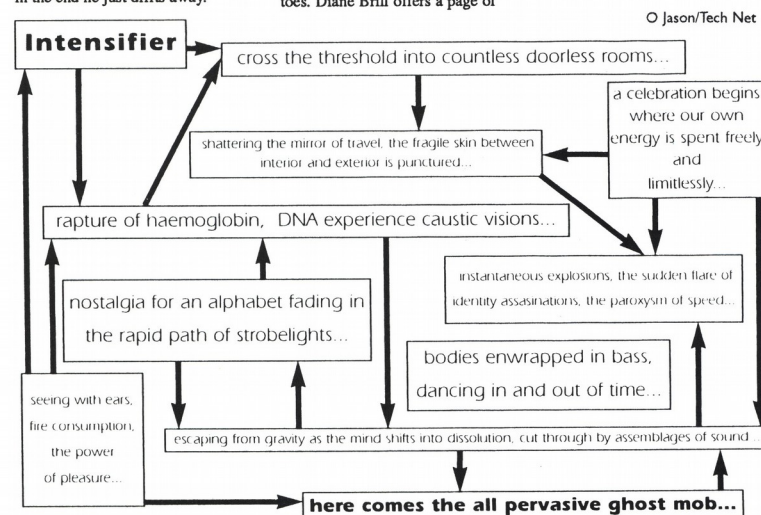 in the end he just drifts away.
toes. Diane Brill offers a page of
O Jason/Tech Net
Intensifier
cross the threshold into countless doorless rooms...
a celebration begins
where our own
energy is spent freely
and
limitlessly...
shattering the mirror of travel, the fragile skin between
interior and exterior is punctured...
rapture of haemoglobin, DNA experience caustic visions...
instantaneous explosions, the sudden flare of
identity assasinations, the paroxysm of speed...
nostalgia for an alphabet fading in
the rapid path of strobelights...
bodies enwrapped in bass,
dancing in and out of time...
seeing with ears,
fire consumption,
the power
of pleasure...
escaping from gravity as the mind shifts into dissolution, cut through by assemblages of sound ...
here comes the all pervasive ghost mob...